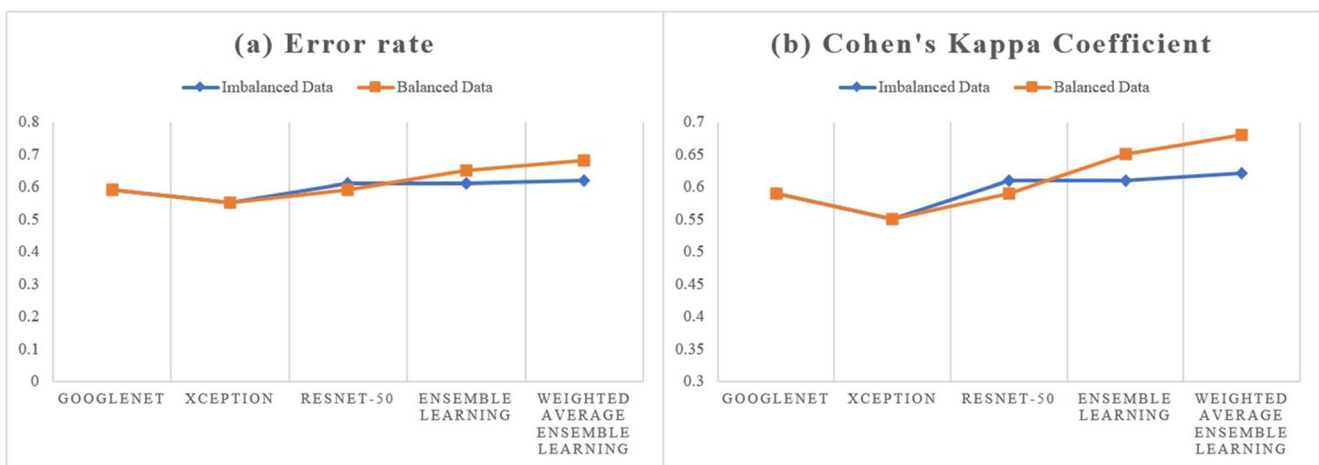 (a) Error rate
Imbalanced Data Balanced Data
0.8
0.7
0.6
0.5
0.4
0.3
0.2
0.1
0
GOOGLENET XCEPTION RESNET-50 ENSEMBLE WEIGHTED
LEARNING AVERAGE
ENSEMBLE
LEARNING
(b) Cohen's Kappa Coefficient
Imbalanced Data Balanced Data
0.7
0.65
0.6
0.55
0.5
0.45
0.4
0.35
0.3
GOOGLENET XCEPTION RESNET-50 ENSEMBLE WEIGHTED
LEARNING AVERAGE
ENSEMBLE
LEARNING